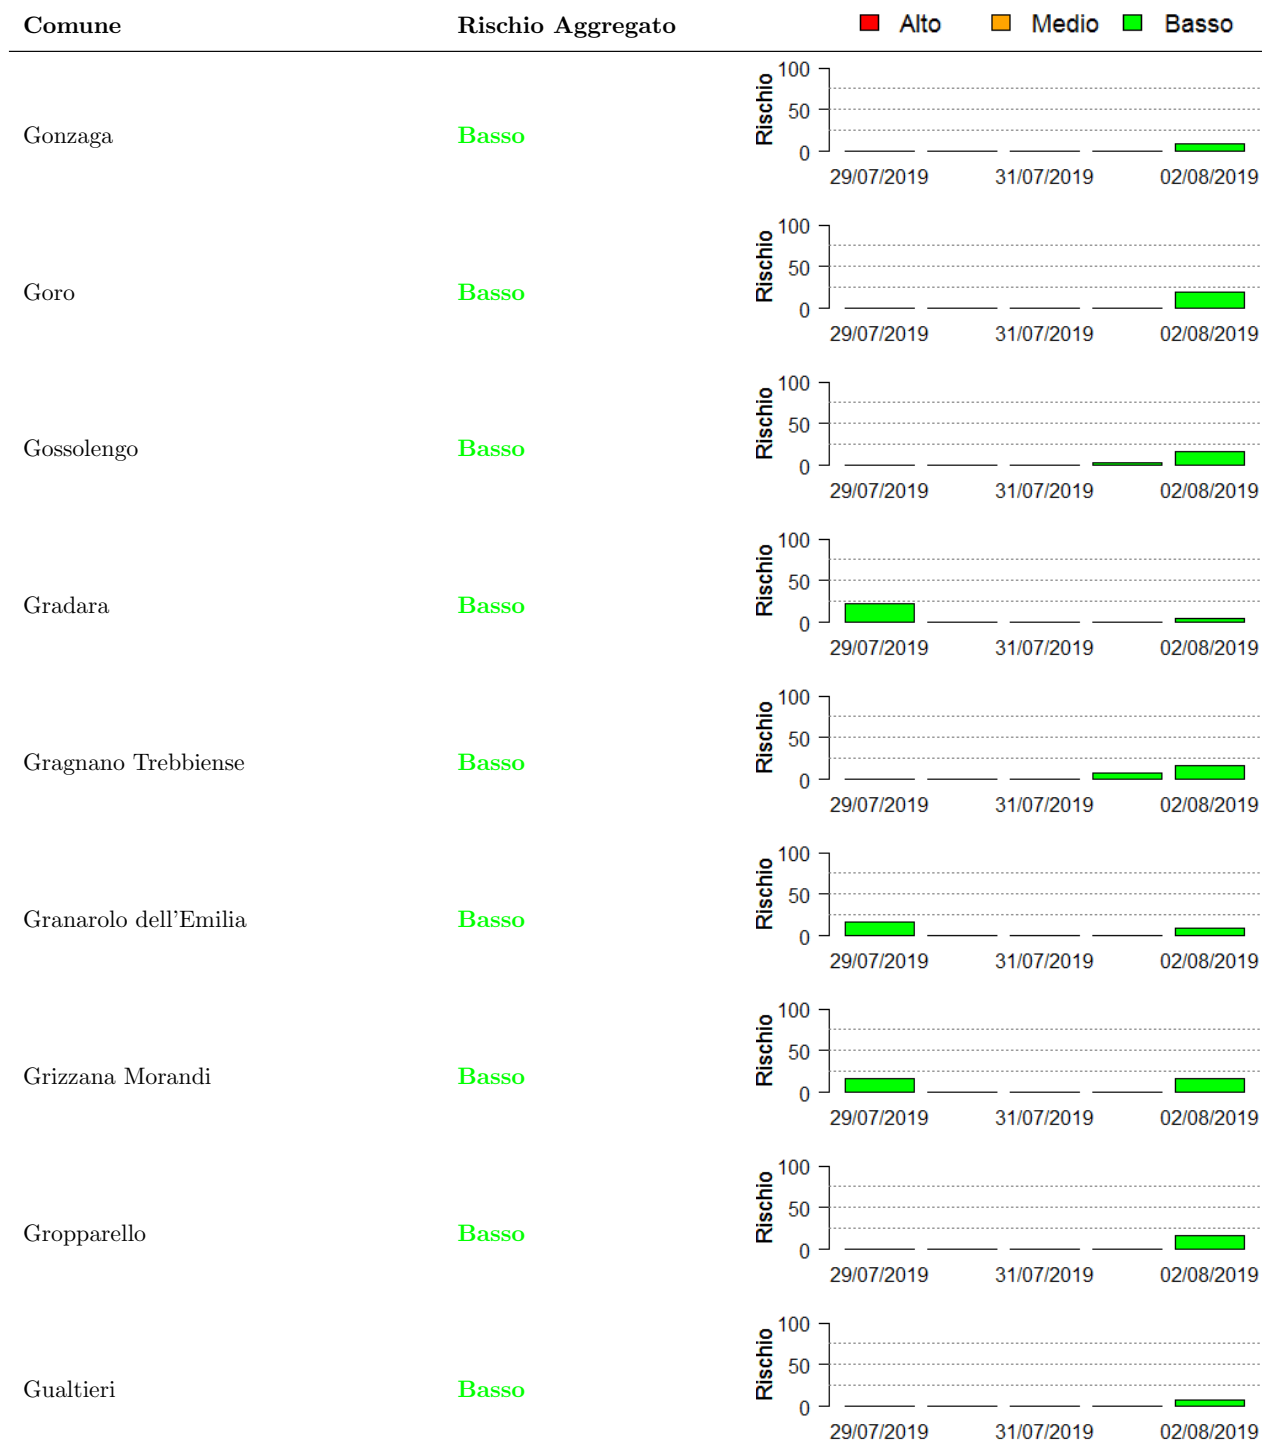 Comune Rischio Aggregato Alto Medio Basso
100
Rischio
50
Gonzaga Basso
0
29/07/2019 31/07/2019 02/08/2019
100
Rischio
50
Goro Basso
0
29/07/2019 31/07/2019 02/08/2019
100
Rischio
50
Gossolengo Basso
0
29/07/2019 31/07/2019 02/08/2019
100
Rischio
50
Gradara Basso
0
29/07/2019 31/07/2019 02/08/2019
100
Rischio
50
Gragnano Trebbiense Basso
0
29/07/2019 31/07/2019 02/08/2019
100
Rischio
50
Granarolo dell'Emilia Basso
0
29/07/2019 31/07/2019 02/08/2019
100
Rischio
50
Grizzana Morandi Basso
0
29/07/2019 31/07/2019 02/08/2019
100
Rischio
50
Gropparello Basso
0
29/07/2019 31/07/2019 02/08/2019
100
Rischio
50
Gualtieri Basso
0
29/07/2019 31/07/2019 02/08/2019